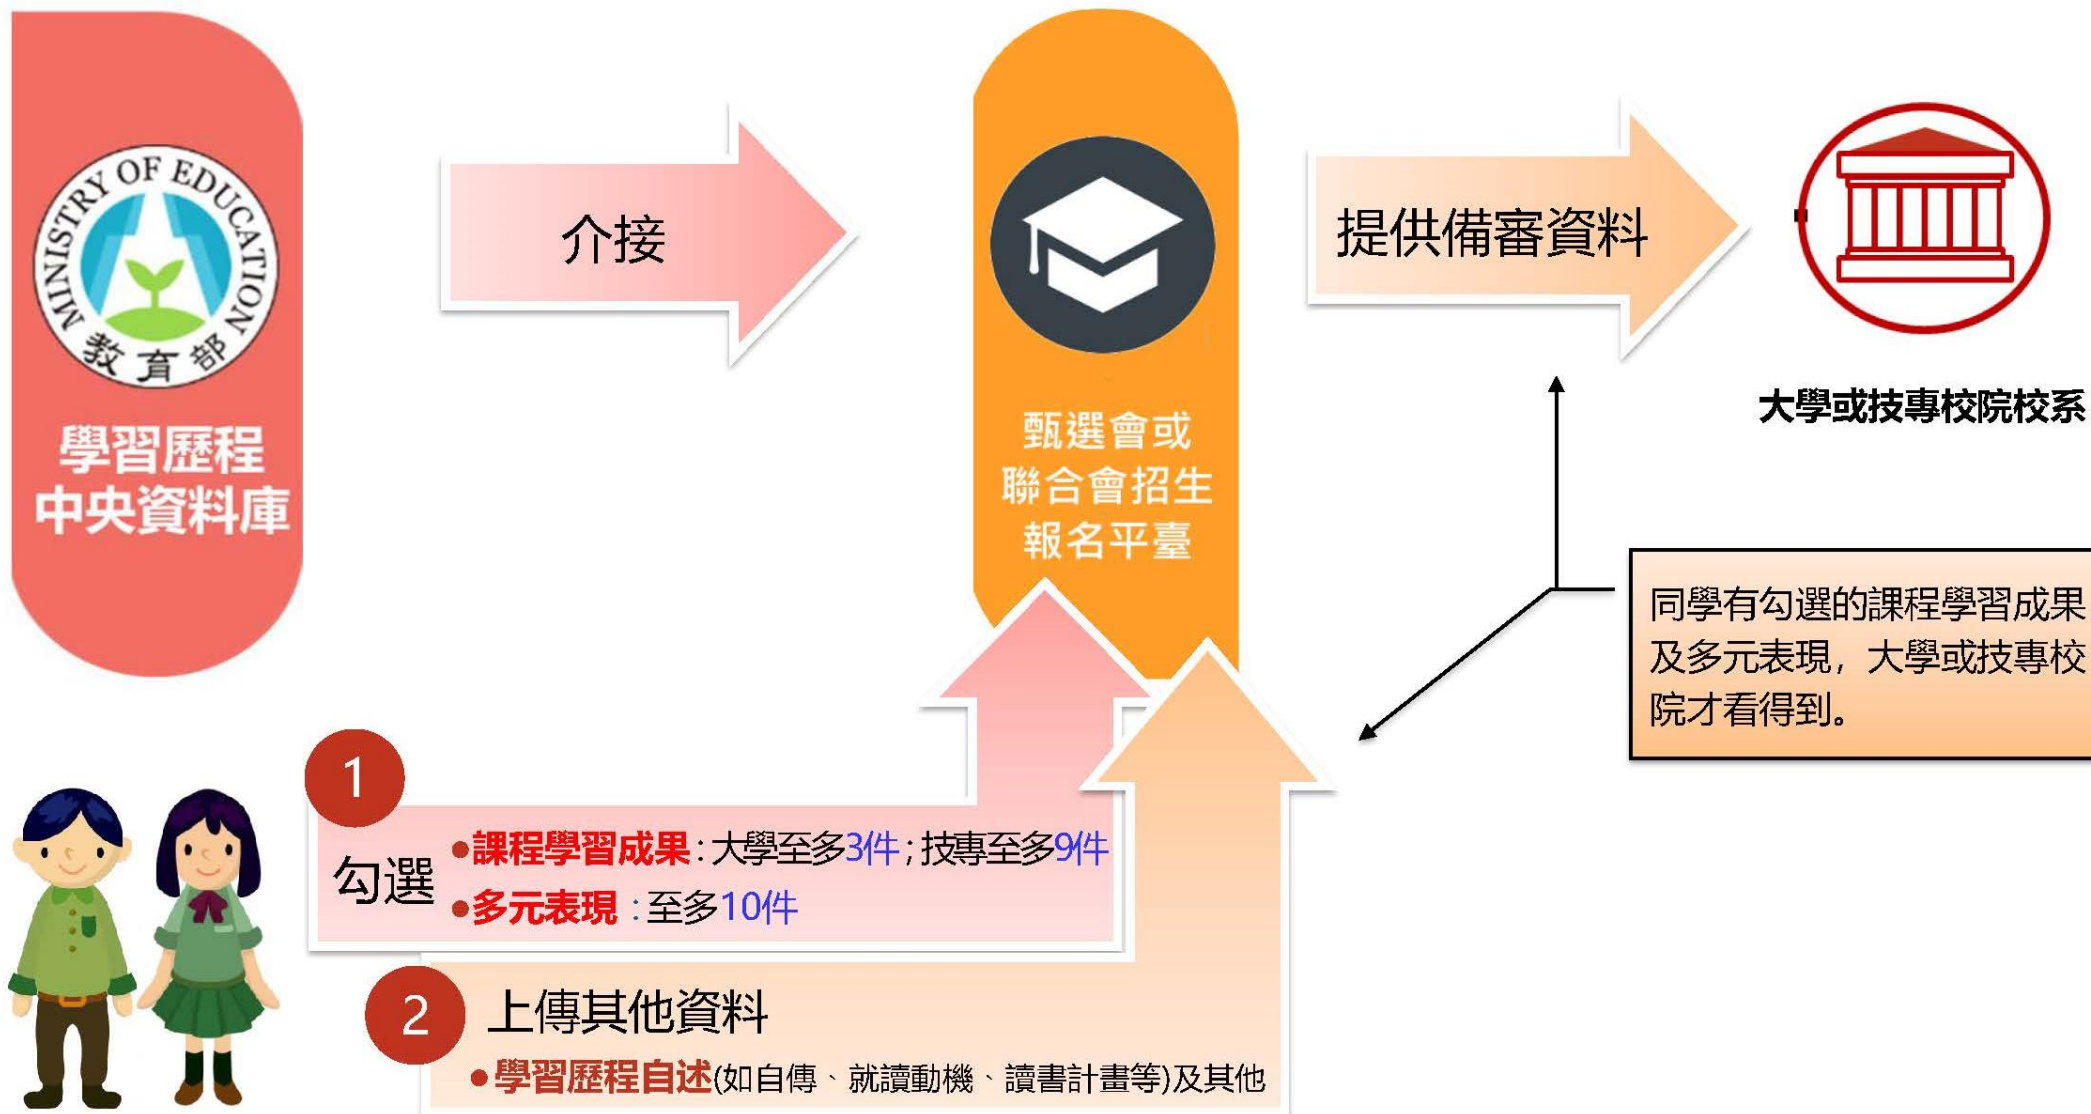 MINISTRY OF EDUCATION
教育部
學習歷程
中央資料庫
介接
甄選會或
聯合會招生
報名平臺
提供備審資料
大學或技專校院校系
同學有勾選的課程學習成果
及多元表現，大學或技專校
院才看得到。
1
勾選
•課程學習成果：大學至多3件；技專至多9件
•多元表現：至多10件
2
上傳其他資料
•學習歷程自述(如自傳、就讀動機、讀書計畫等)及其他